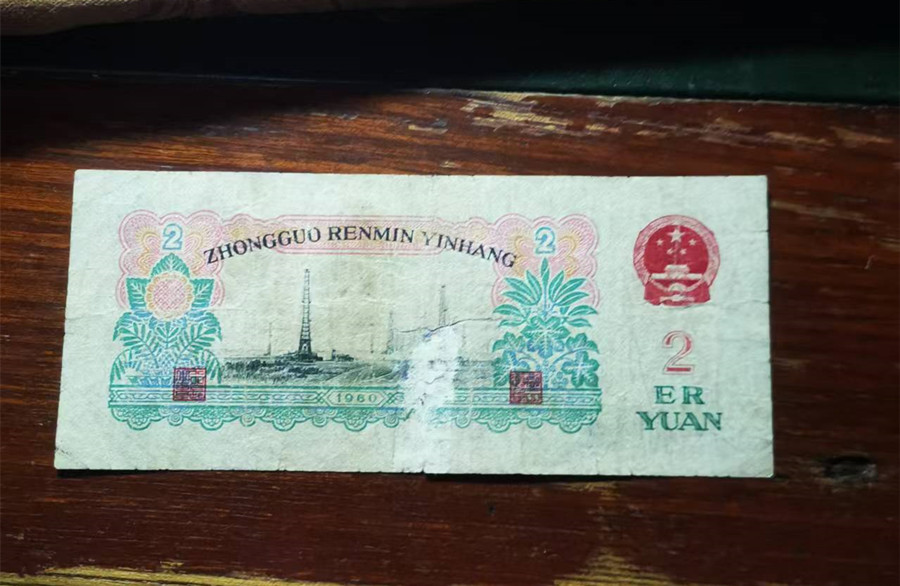 2
2
ZHONGGUO RENMIN YINHANG
1960
2
ER
YUAN